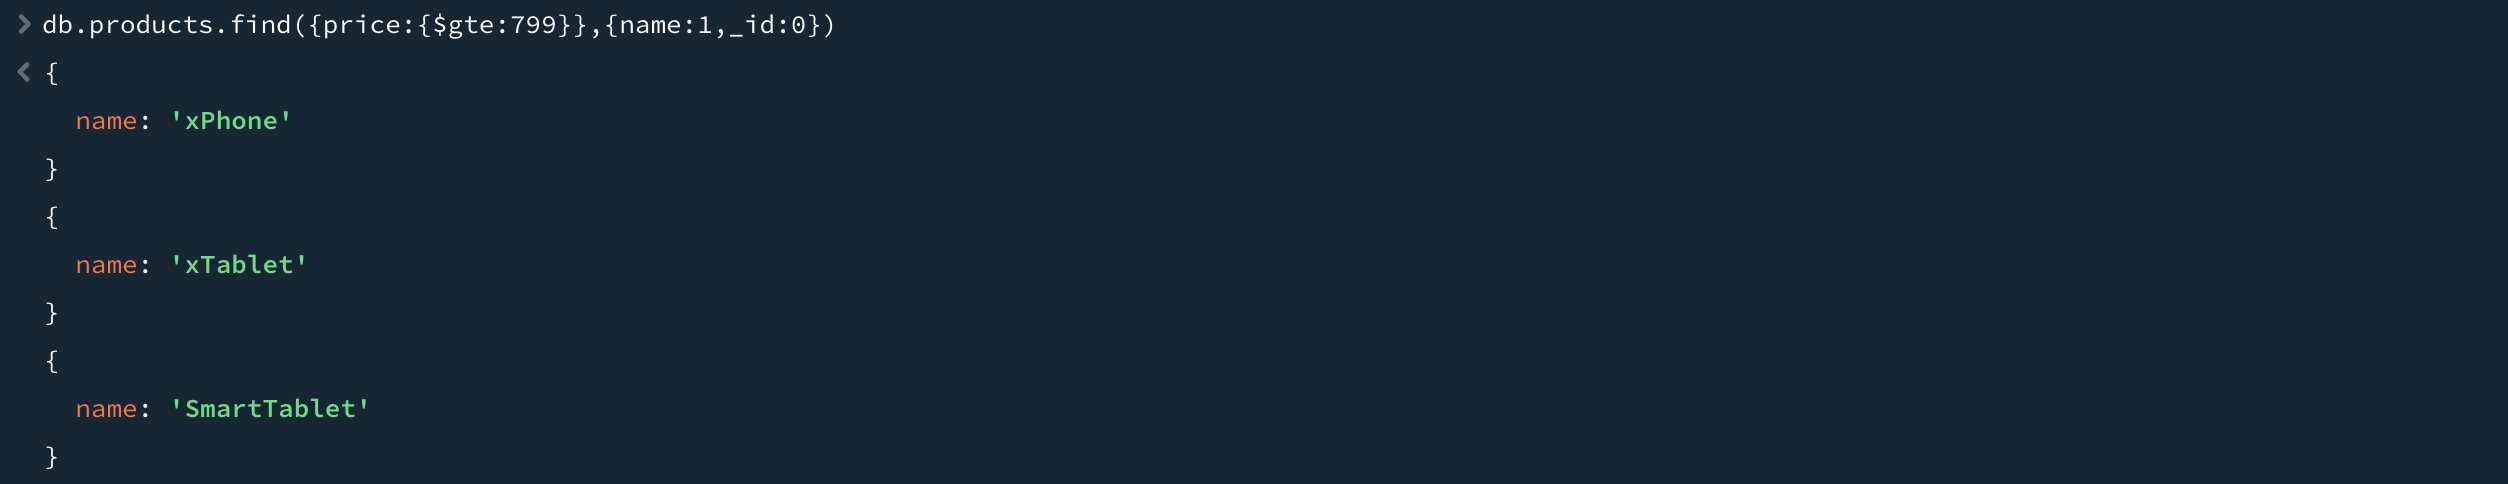 > db.products.find({price:{$gte:799}},{name:1,_id:0})
< {
name: 'xPhone'
}
{
name: 'xTablet'
}
{
name: 'SmartTablet'
}